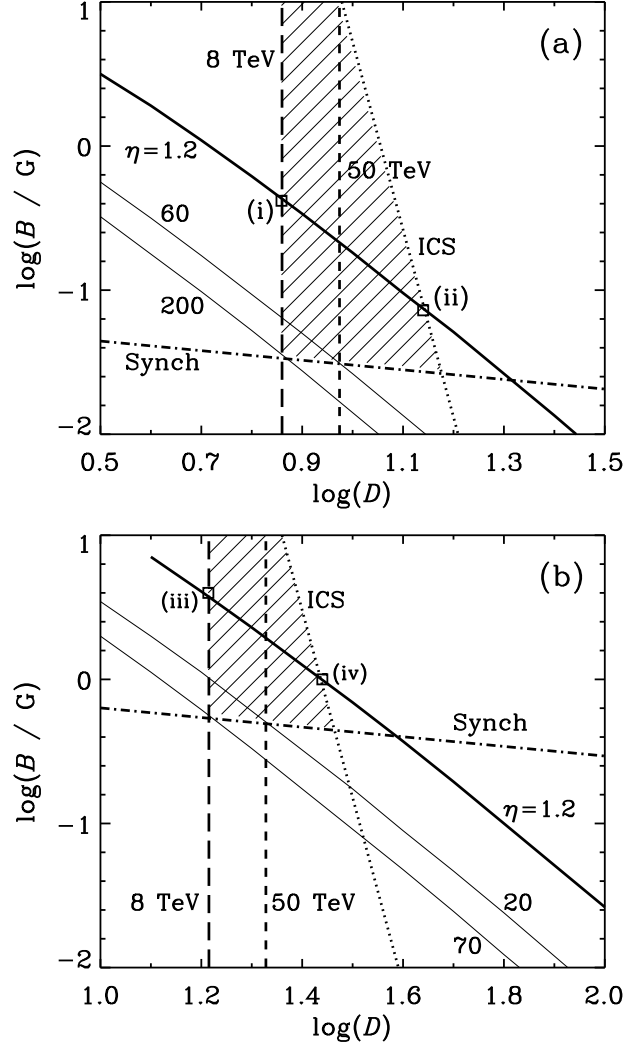 1
(a)
8 TeV
0
η=1.2
50 TeV
60
(i)
ICS
log(B / G)
-1
(ii)
200
Synch
-2
0.5 0.7 0.9 1.1 1.3 1.5
log(D)
1
(b)
ICS
(iii)
0
(iv)
log(B / G)
Synch
-1
η=1.2
8 TeV 50 TeV 20
70
-2
1.0 1.2 1.4 1.6 1.8 2.0
log(D)